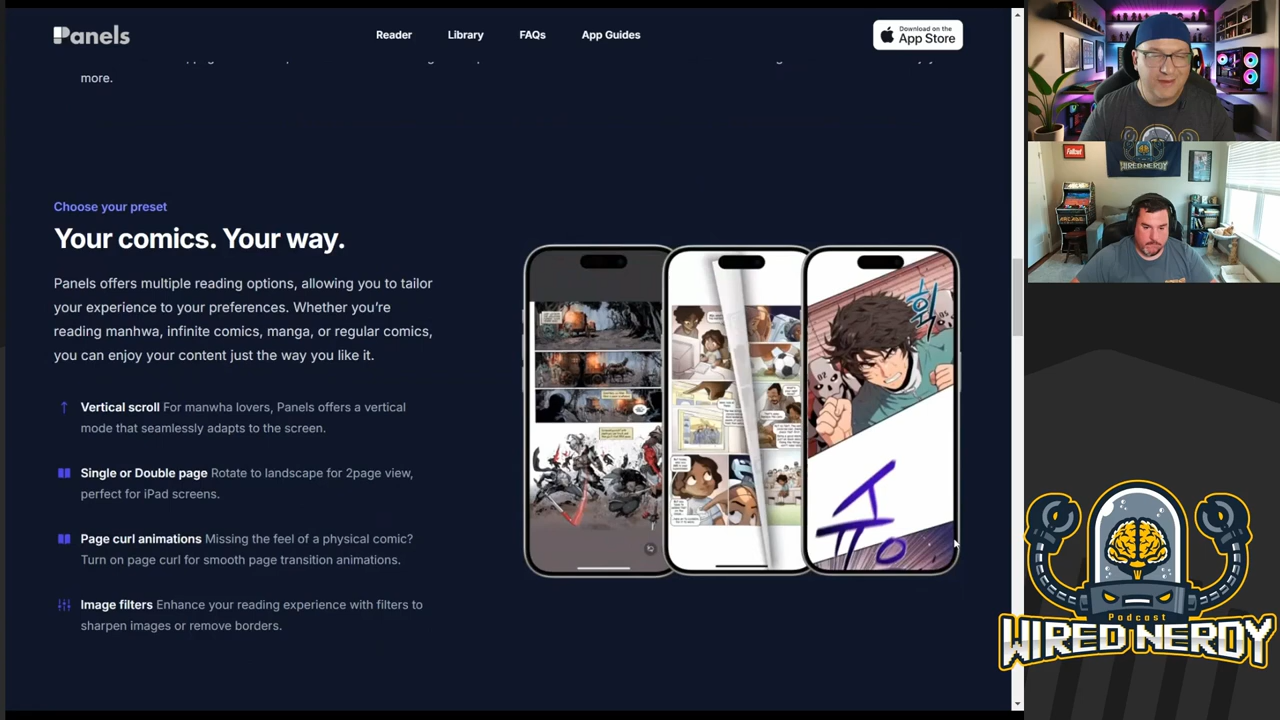 Panels
Reader
Library
FAQs
App Guides
Download on the
App Store
more.
Choose your preset
Your comics. Your way.
Panels offers multiple reading options, allowing you to tailor
your experience to your preferences. Whether you’re
reading manhwa, infinite comics, manga, or regular comics,
you can enjoy your content just the way you like it.
Vertical scroll For manwha lovers, Panels offers a vertical
mode that seamlessly adapts to the screen.
Single or Double page Rotate to landscape for 2page view,
perfect for iPad screens.
Page curl animations Missing the feel of a physical comic?
Turn on page curl for smooth page transition animations.
Image filters Enhance your reading experience with filters to
sharpen images or remove borders.
Fallout
WIRED NERDY
Podcast
WIRED NERDY